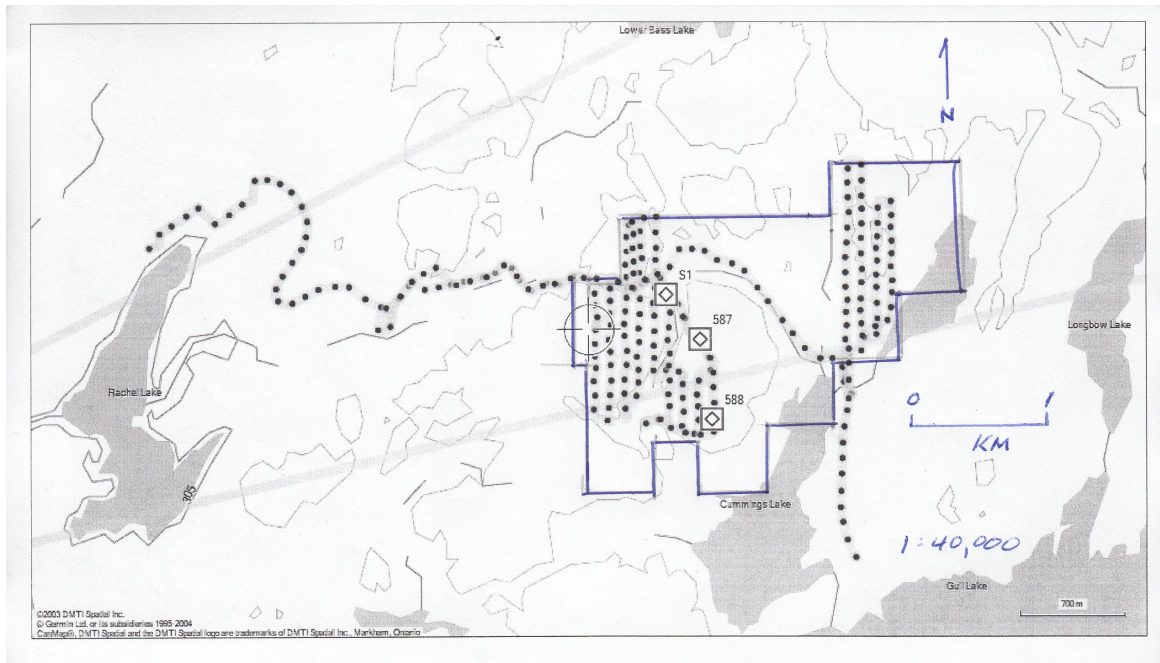 Lower Bass Lake
N
S1
587
Longbow Lake
Rachel Lake
588
0 1
KM
305
Cummings Lake
1:40,000
Gull Lake
700 m
©2003 DMTI Spatial Inc.
© Garmin Ltd. or its subsidiaries 1995-2004
CanMap®, DMTI Spatial and the DMTI Spatial logo are trademarks of DMTI Spatial Inc., Markham, Ontario